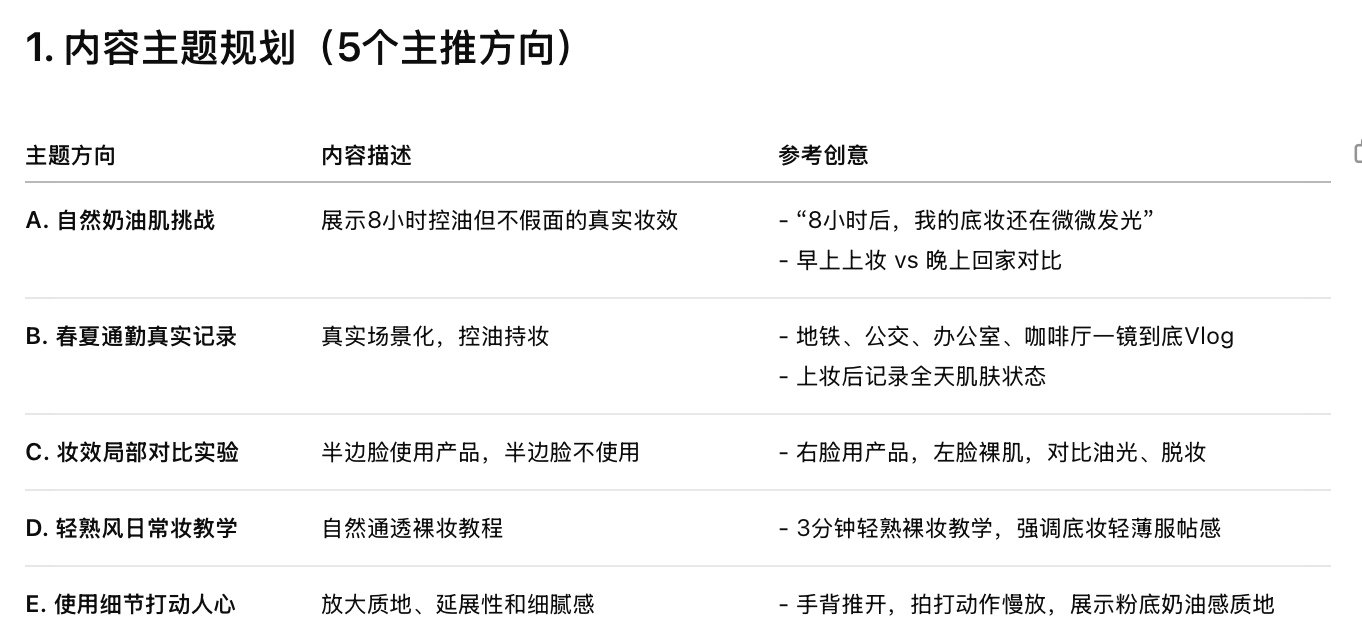 1. 内容主题规划（5个主推方向）
主题方向 内容描述 参考创意
A. 自然奶油肌挑战 展示8小时控油但不假面的真实妆效 - “8小时后，我的底妆还在微微发光”
- 早上上妆 vs 晚上回家对比
B. 春夏通勤真实记录 真实场景化，控油持妆 - 地铁、公交、办公室、咖啡厅一镜到底Vlog
- 上妆后记录全天肌肤状态
C. 妆效局部对比实验 半边脸使用产品，半边脸不使用 - 右脸用产品，左脸裸肌，对比油光、脱妆
D. 轻熟风日常妆教学 自然通透裸妆教程 - 3分钟轻熟裸妆教学，强调底妆轻薄服帖感
E. 使用细节打动人心 放大质地、延展性和细腻感 - 手背推开，拍打动作慢放，展示粉底奶油感质地